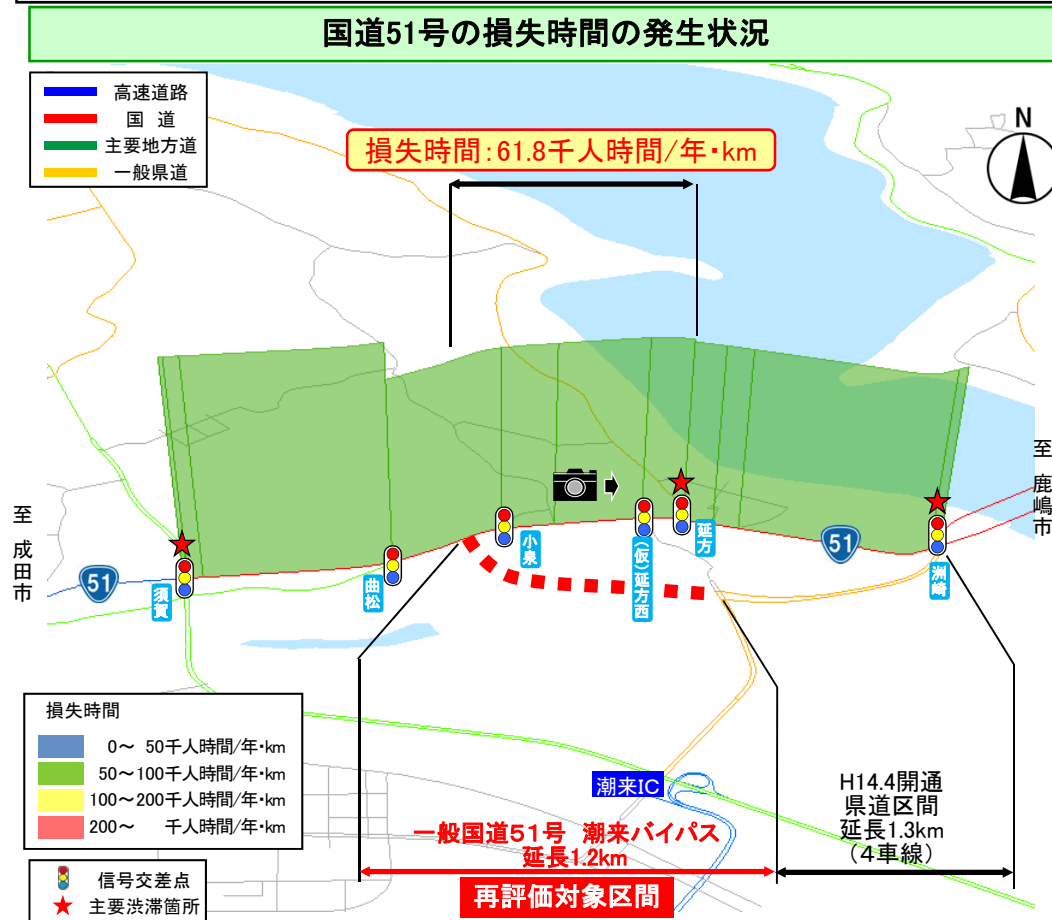 国道51号の損失時間の発生状況
高速道路
国　道
主要地方道
一般県道
損失時間：61.8千人時間/年・km
N
至
鹿
嶋
市
至
成
田
市
51
51
須賀
曲松
小泉
(仮)延方西
延方
洲崎
損失時間
0～ 50千人時間/年・km
50～100千人時間/年・km
100～200千人時間/年・km
200～　　千人時間/年・km
潮来IC
一般国道51号 潮来バイパス
延長1.2km
再評価対象区間
H14.4開通
県道区間
延長1.3km
（4車線）
信号交差点
主要渋滞箇所